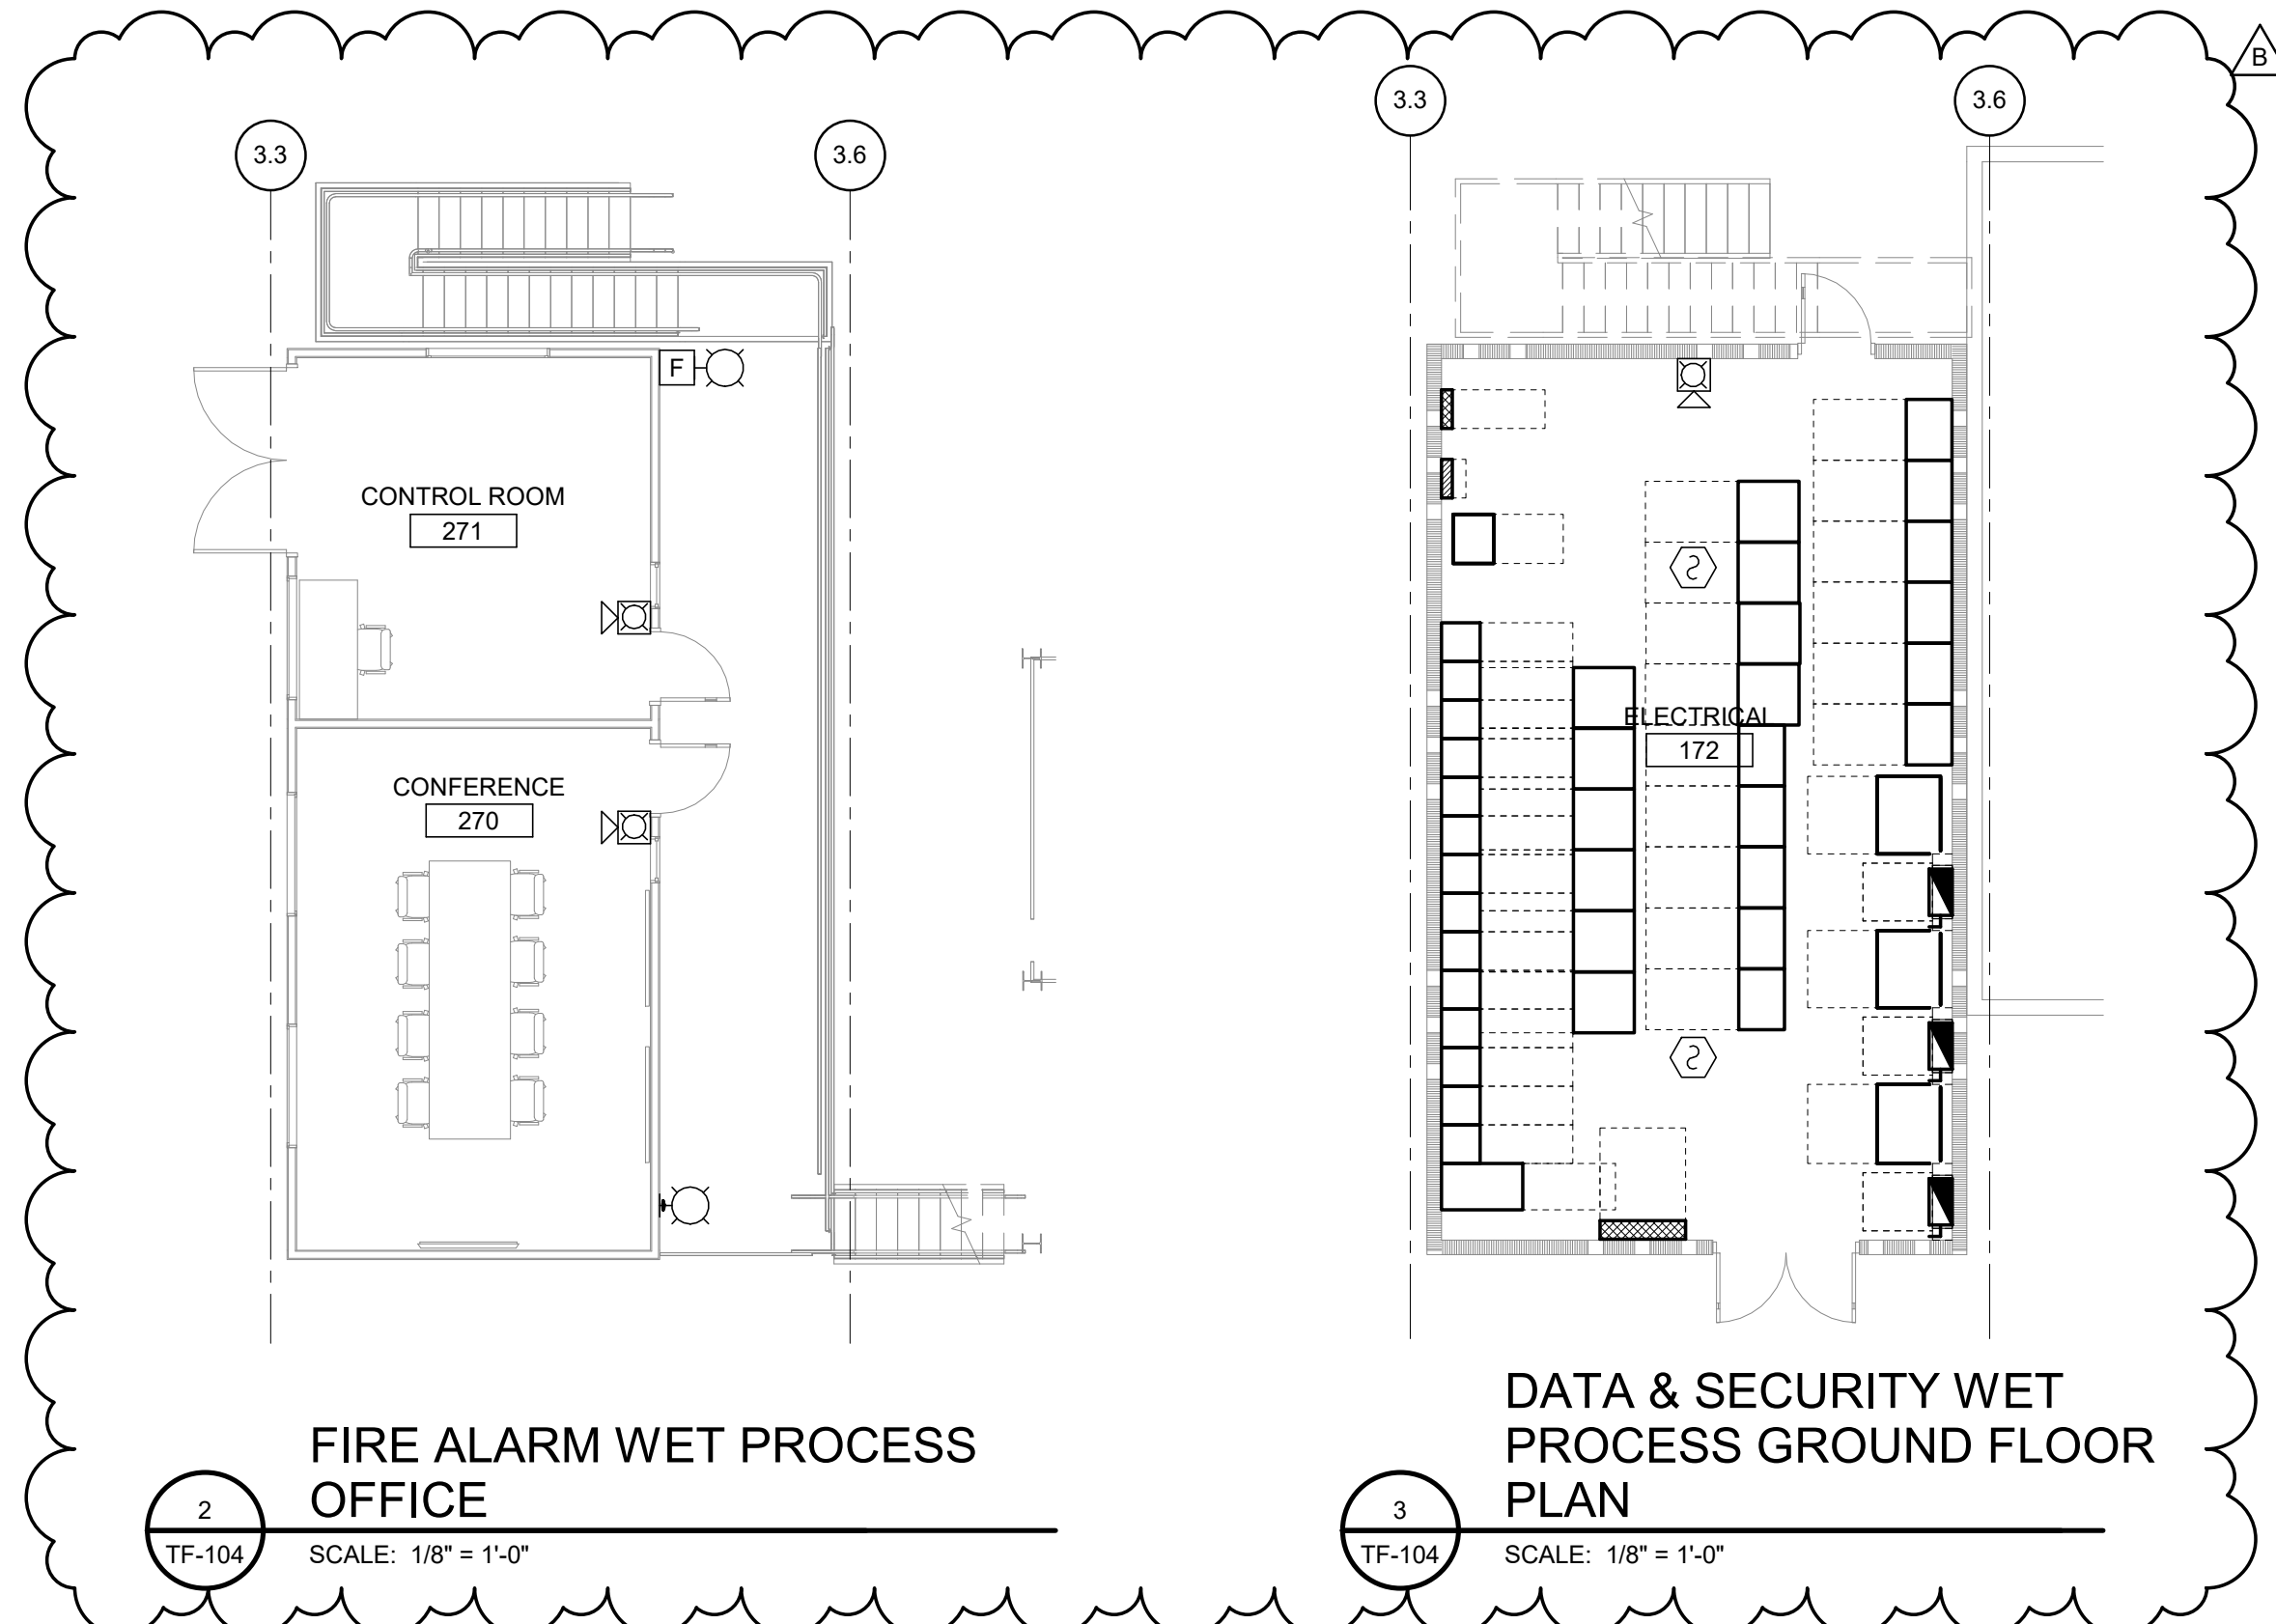 B
3.3
3.6
3.3
3.6
F
CONTROL ROOM
271
CONFERENCE
270
ELECTRICAL
172
S
S
FIRE ALARM WET PROCESS
OFFICE
2
TF-104
SCALE: 1/8" = 1'-0"
DATA & SECURITY WET
PROCESS GROUND FLOOR
PLAN
3
TF-104
SCALE: 1/8" = 1'-0"